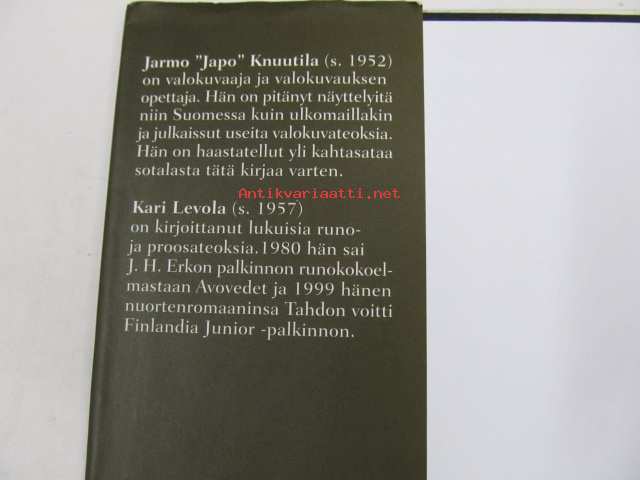 Jarmo "Japo" Knuutila (s. 1952)
on valokuvaaja ja valokuvauksen
opettaja. Hän on pitänyt näyttelyitä
niin Suomessa kuin ulkomaillakin
ja julkaissut useita valokuvateoksia.
Hän on haastatellut yli kahtasataa
sotalasta tätä kirjaa varten.
Antikvariaatti.net
Kari Levola (s. 1957)
on kirjoittanut lukuisia runo-
ja proosateoksia.1980 hän sai
J. H. Erkon palkinnon runokokoel-
mastaan Avovedet ja 1999 hänen
nuortenromaaninsa Tahdon voitti
Finlandia Junior -palkinnon.